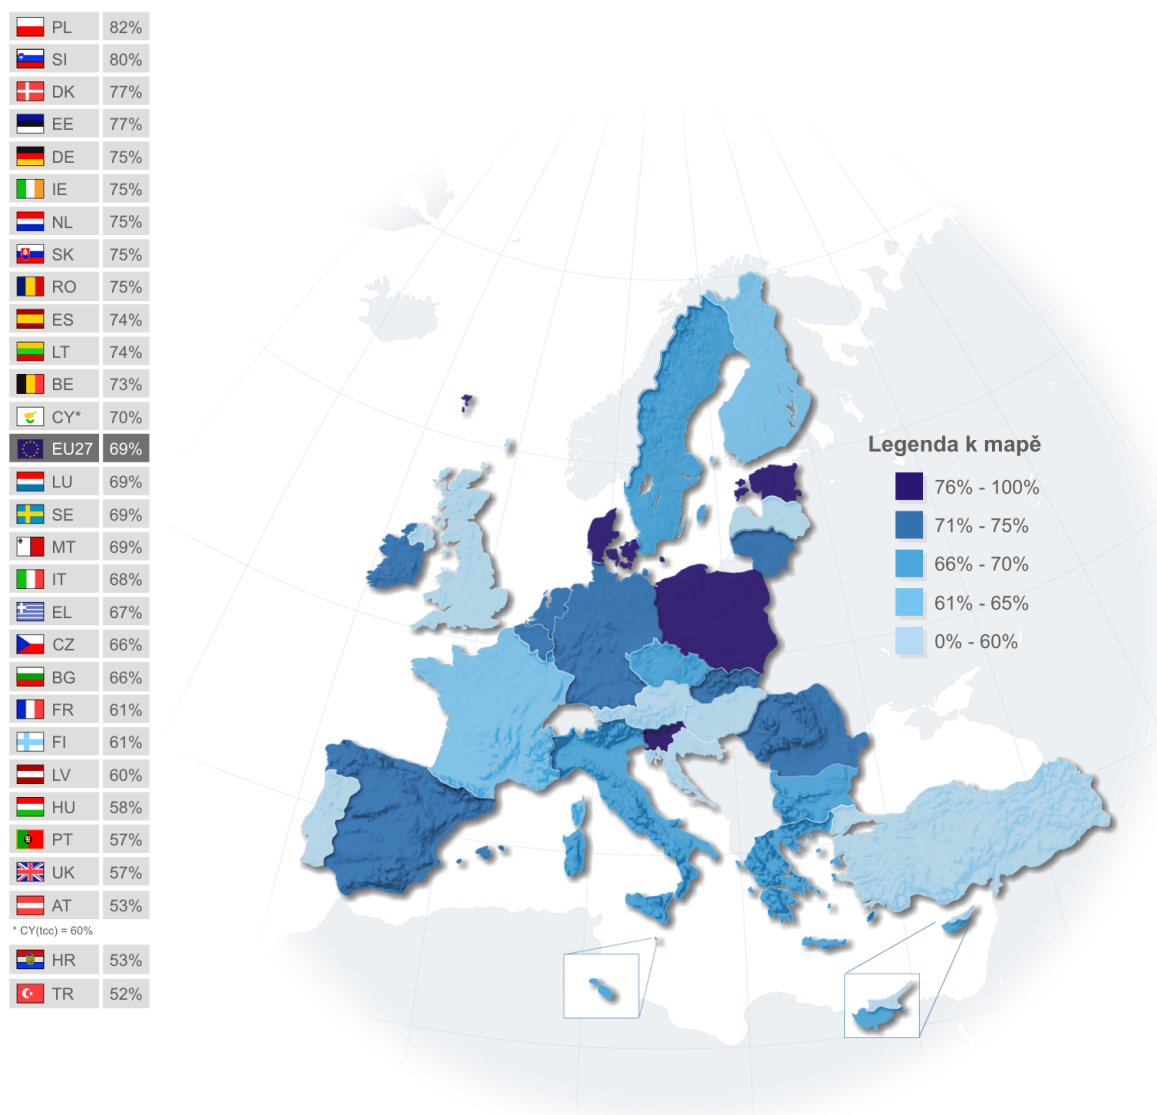 PL 82%
SI 80%
DK 77%
EE 77%
DE 75%
IE 75%
NL 75%
SK 75%
RO 75%
ES 74%
LT 74%
BE 73%
CY* 70%
EU27 69%
LU 69%
SE 69%
MT 69%
IT 68%
EL 67%
CZ 66%
BG 66%
FR 61%
FI 61%
LV 60%
HU 58%
PT 57%
UK 57%
AT 53%
* CY(tcc) = 60%
HR 53%
TR 52%
Legenda k mapě
76% - 100%
71% - 75%
66% - 70%
61% - 65%
0% - 60%